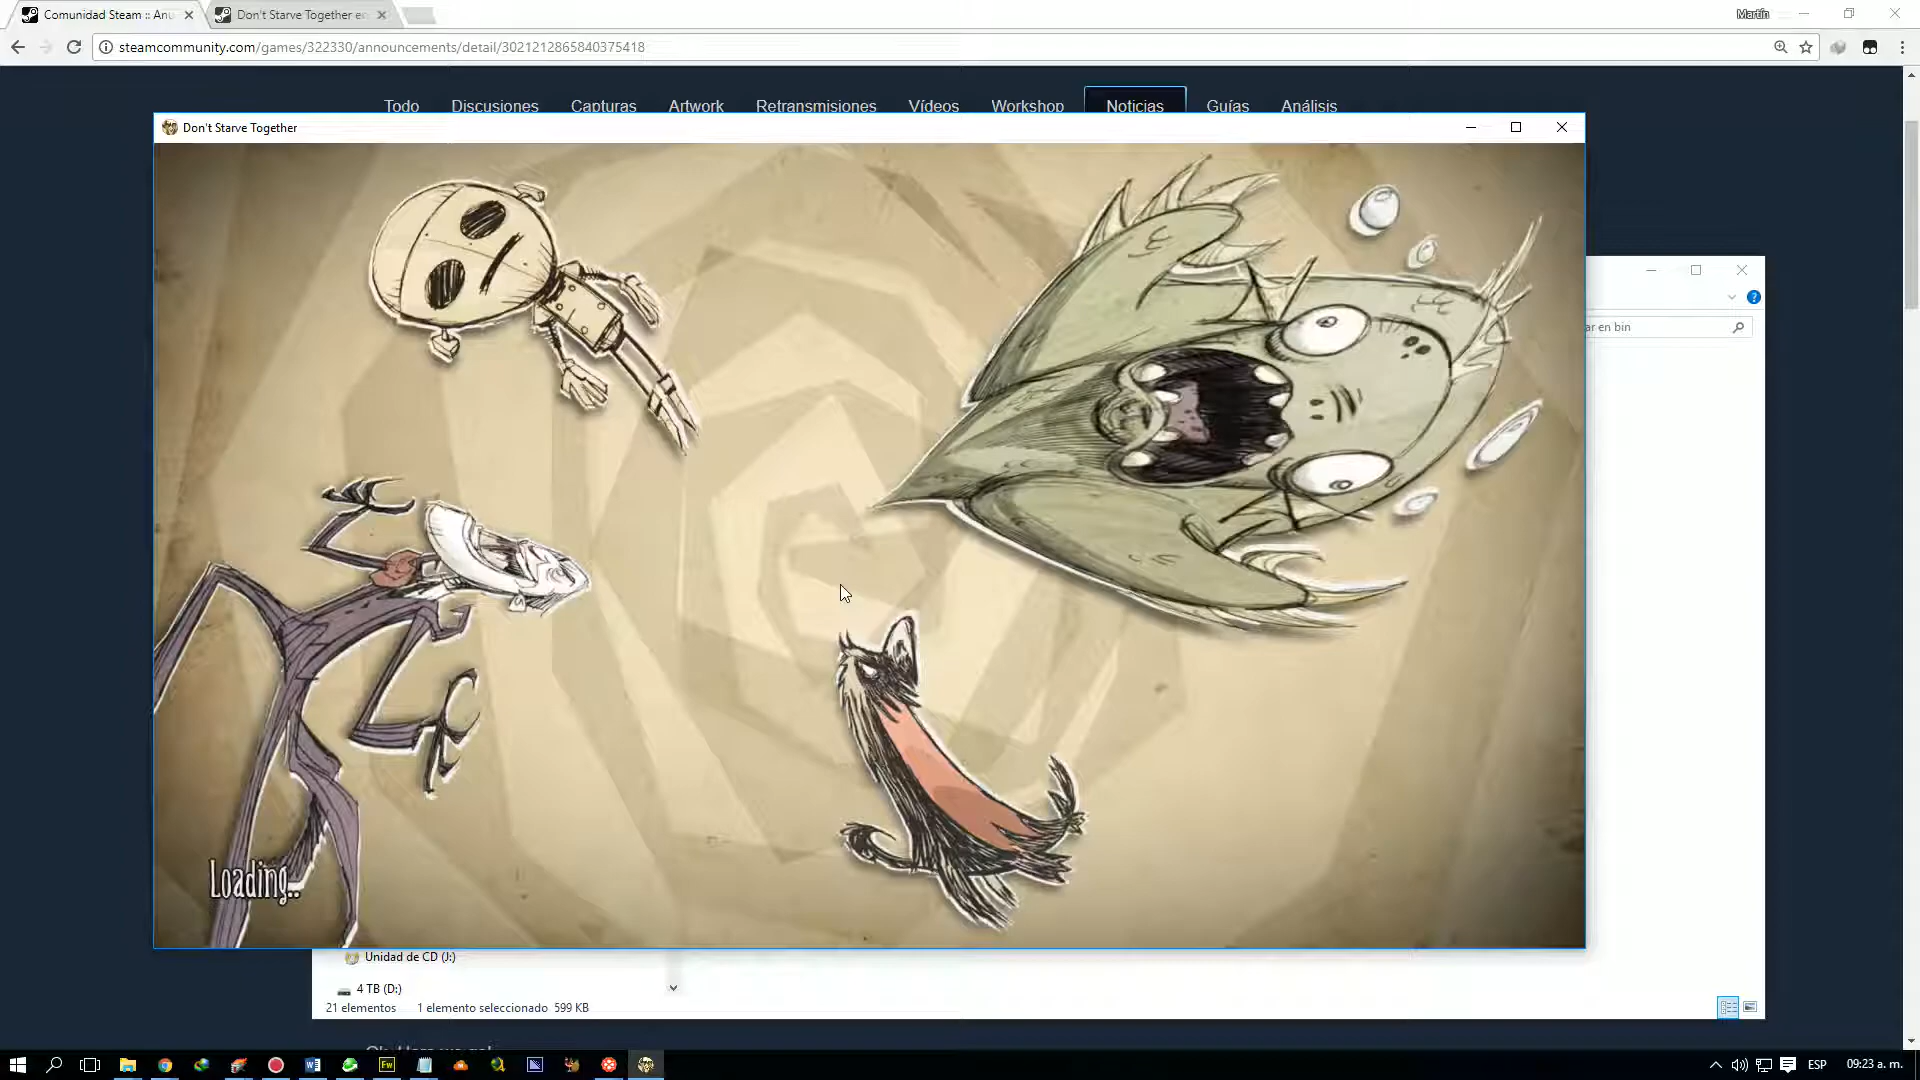 Comunidad Steam :: Anu
Don't Starve Together e
Martín
steamcommunity.com/games/322330/announcements/detail/3021212865840375418
Todo Discusiones Capturas Artwork Retransmisiones Vídeos Workshop Noticias Guías Análisis
Don't Starve Together
ar en bin
Loading..
Unidad de CD (J:)
4 TB (D:)
21 elementos 1 elemento seleccionado 599 KB
ESP
09:23 a. m.